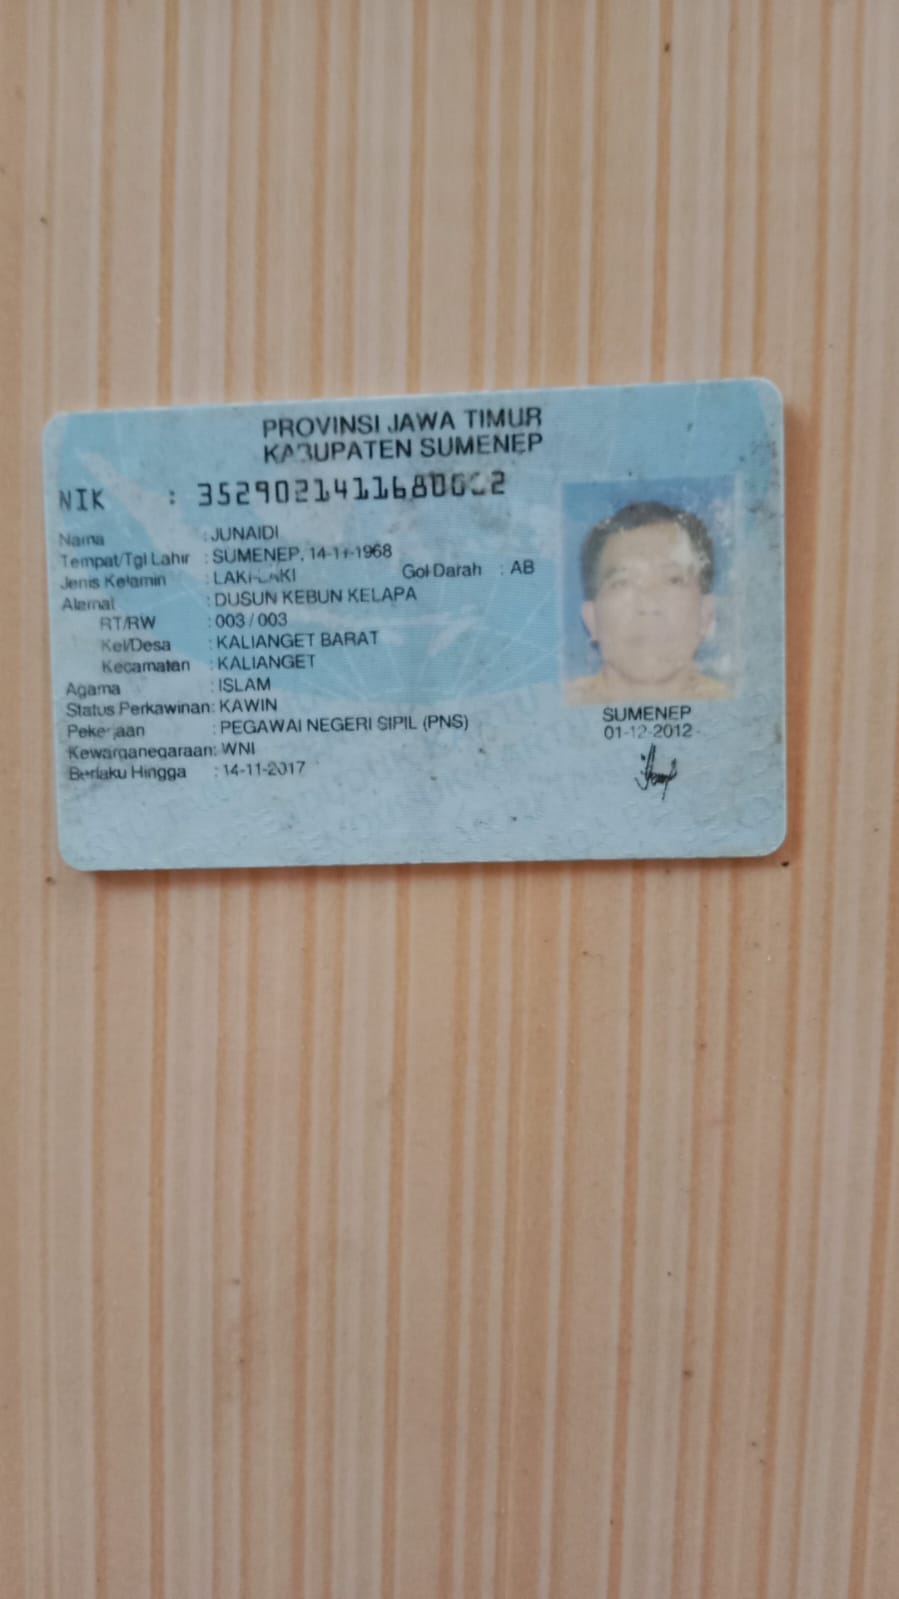 PROVINSI JAWA TIMUR
KABUPATEN SUMENEP
NIK :
Nama : JUNAIDI
Tempat/Tgl Lahir : SUMENEP, 14-11-1968
Jenis Kelamin : LAKI-LAKI Gol Darah : AB
Alamat : DUSUN KEBUN KELAPA
RT/RW : 003 / 003
Kel/Desa : KALIANGET BARAT
Kecamatan : KALIANGET
Agama : ISLAM
Status Perkawinan: KAWIN
Pekerjaan : PEGAWAI NEGERI SIPIL (PNS)
Kewarganegaraan: WNI
Berlaku Hingga : 14-11-2017
SUMENEP
01-12-2012